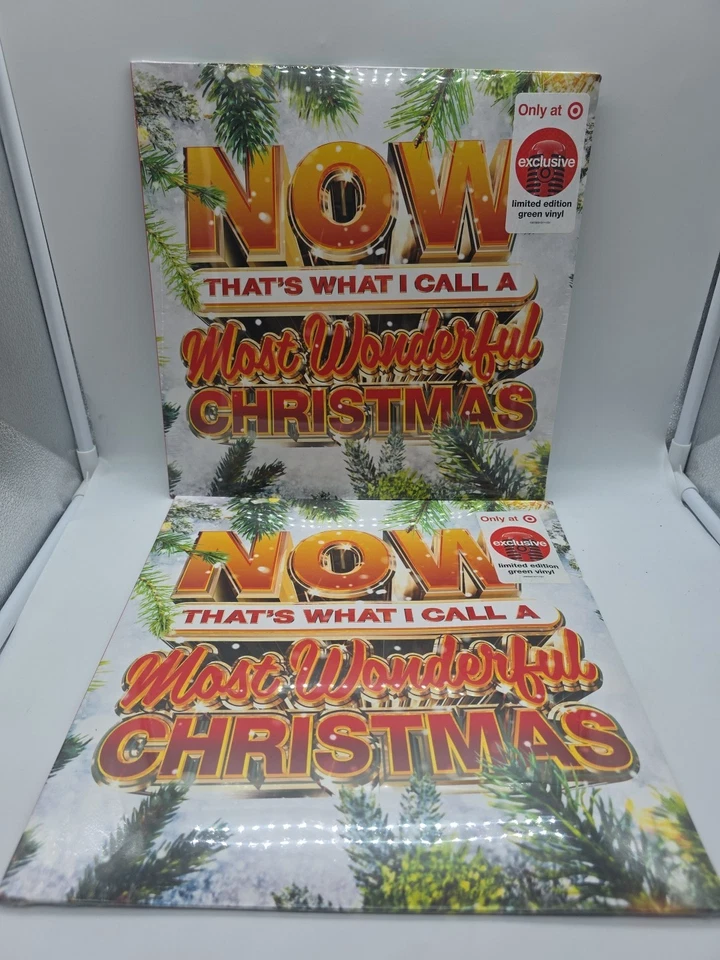 Only at
exclusive
limited edition
green vinyl
NOW
THAT'S WHAT I CALL A
Most Wonderful
CHRISTMAS
Only at
exclusive
limited edition
green vinyl
NOW
THAT'S WHAT I CALL A
Most Wonderful
CHRISTMAS